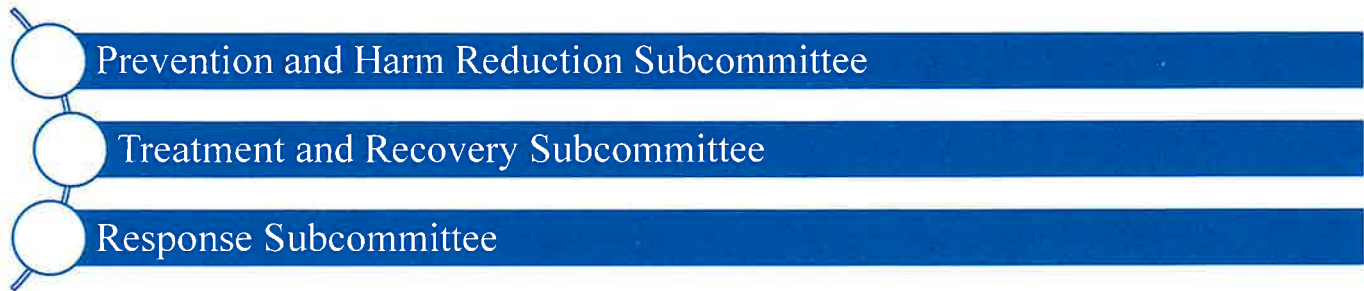 Prevention and Harm Reduction Subcommittee
Treatment and Recovery Subcommittee
Response Subcommittee